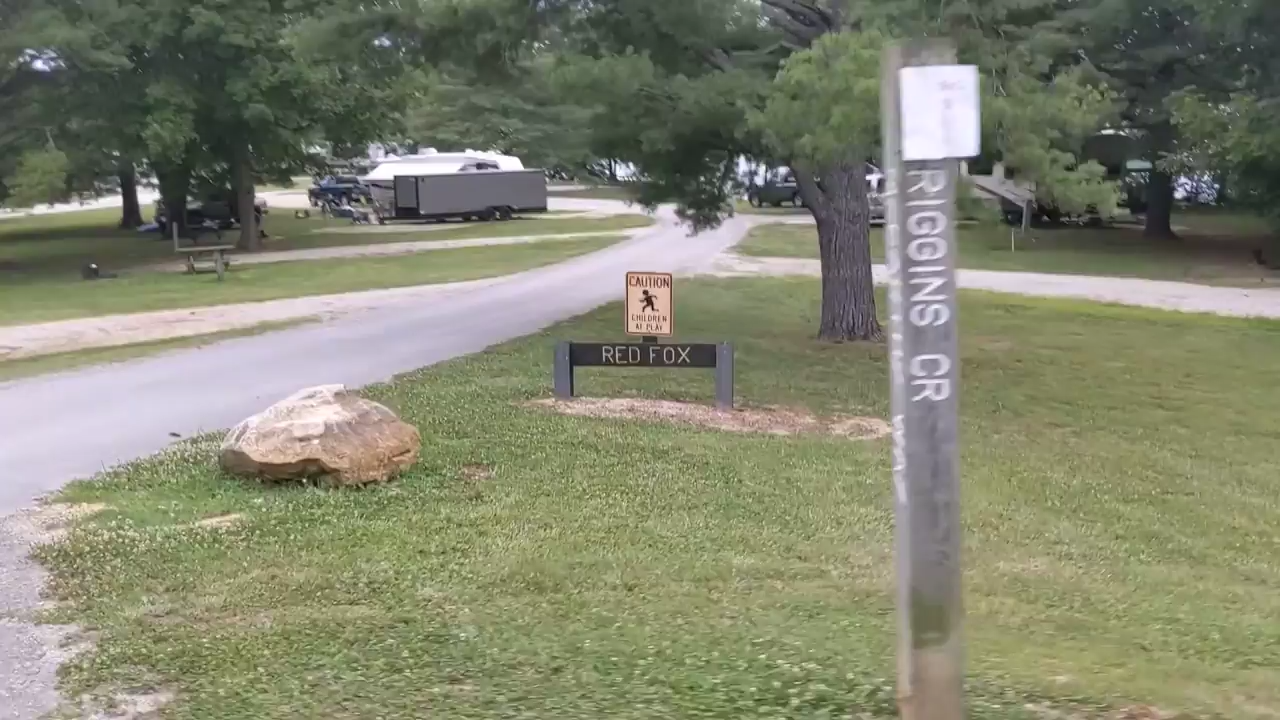 CAUTION
CHILDREN
AT PLAY
RED FOX
RIGGINS CR